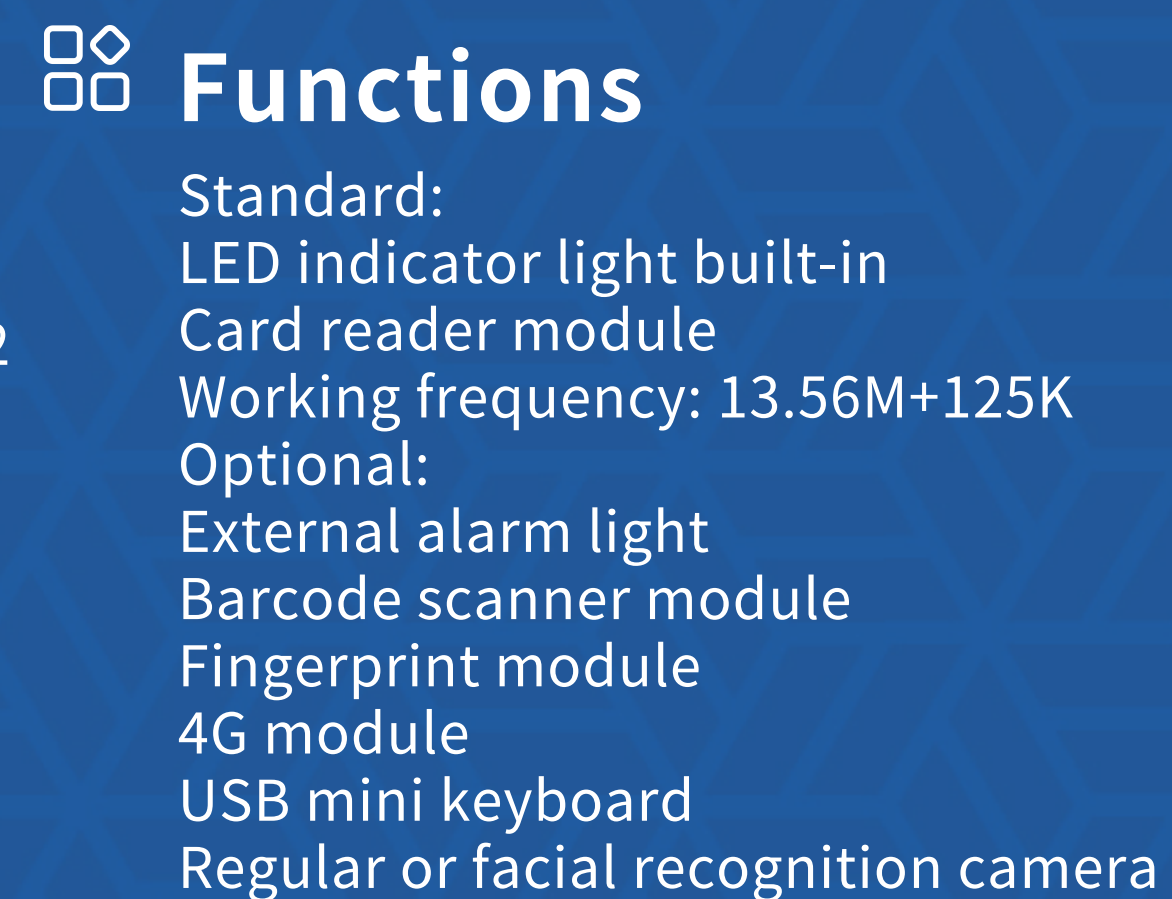 Functions
Standard:
LED indicator light built-in
Card reader module
Working frequency: 13.56M+125K
Optional:
External alarm light
Barcode scanner module
Fingerprint module
4G module
USB mini keyboard
Regular or facial recognition camera